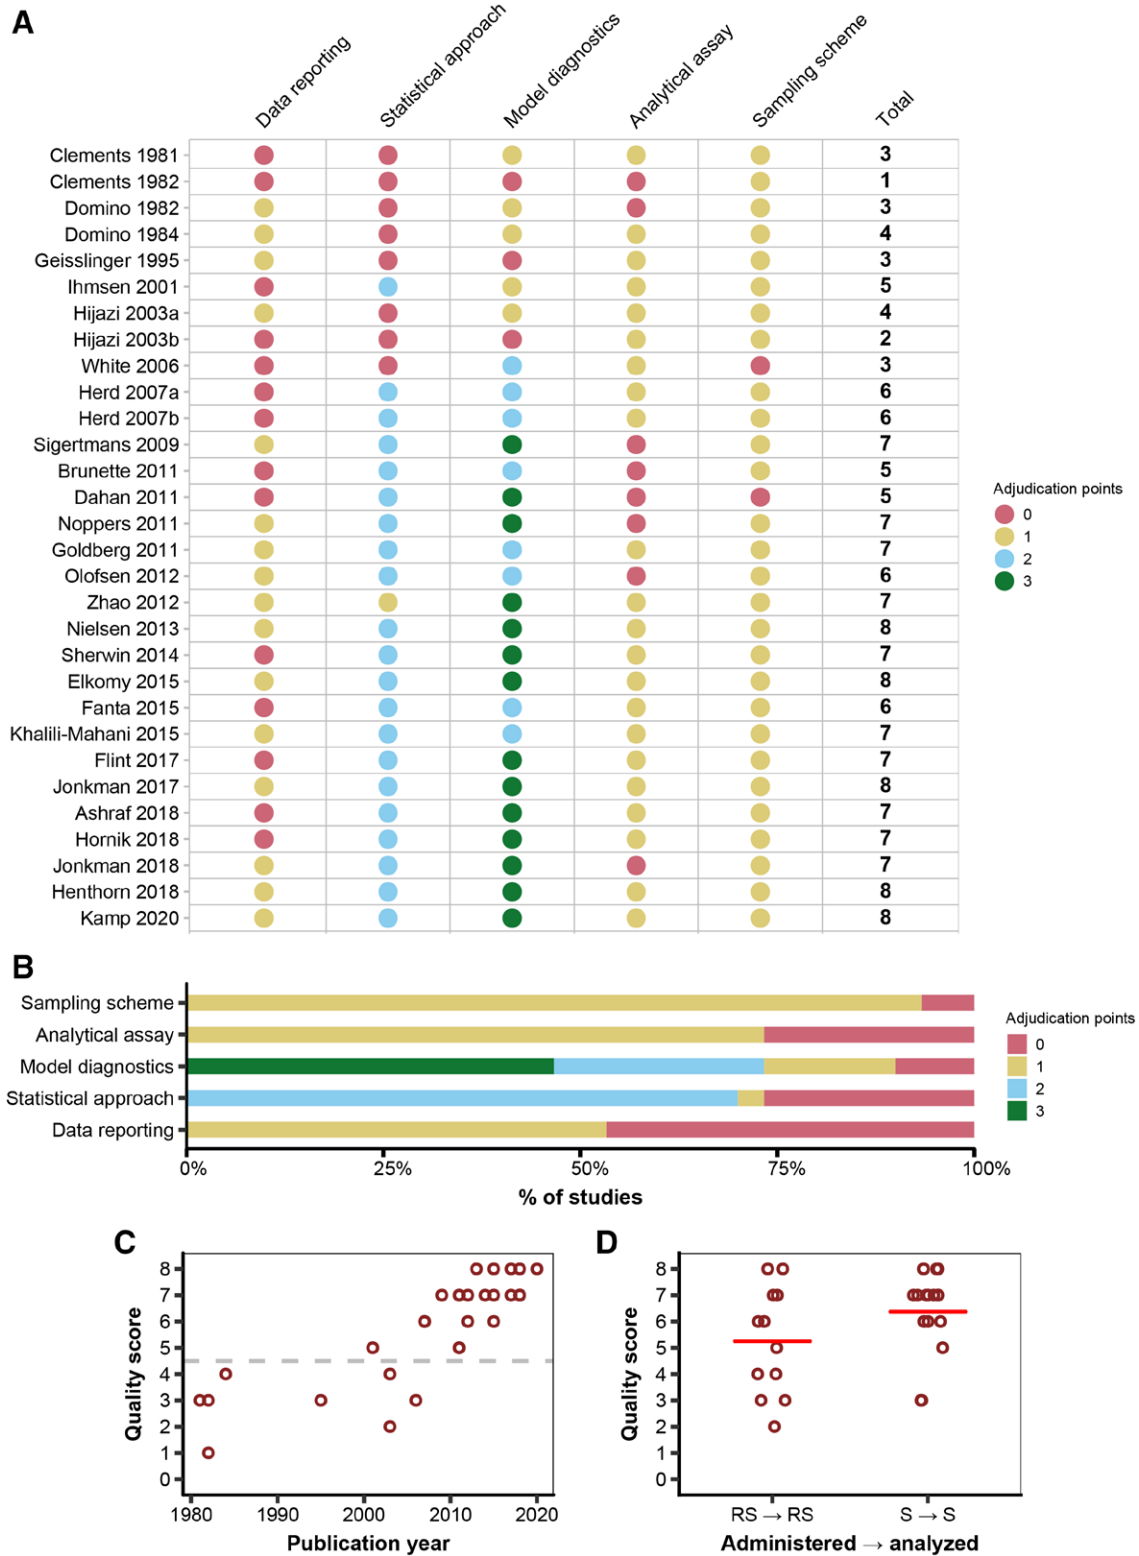 A
Data reporting
Statistical approach
Model diagnostics
Analytical assay
Sampling scheme
Total
Clements 1981 3
Clements 1982 1
Domino 1982 3
Domino 1984 4
Geisslinger 1995 3
Ihmsen 2001 5
Hijazi 2003a 4
Hijazi 2003b 2
White 2006 3
Herd 2007a 6
Herd 2007b 6
Sigertmans 2009 7
Brunette 2011 5
Dahan 2011 5
Noppers 2011 7
Goldberg 2011 7
Olofsen 2012 6
Zhao 2012 7
Nielsen 2013 8
Sherwin 2014 7
Elkomy 2015 8
Fanta 2015 6
Khalili-Mahani 2015 7
Flint 2017 7
Jonkman 2017 8
Ashraf 2018 7
Hornik 2018 7
Jonkman 2018 7
Henthorn 2018 8
Kamp 2020 8
Adjudication points
0
1
2
3
B
Sampling scheme
Analytical assay
Model diagnostics
Statistical approach
Data reporting
0% 25% 50% 75% 100%
% of studies
Adjudication points
0
1
2
3
C
Quality score
8
7
6
5
4
3
2
1
0
1980 1990 2000 2010 2020
Publication year
D
Quality score
8
7
6
5
4
3
2
1
0
RS → RS S → S
Administered → analyzed